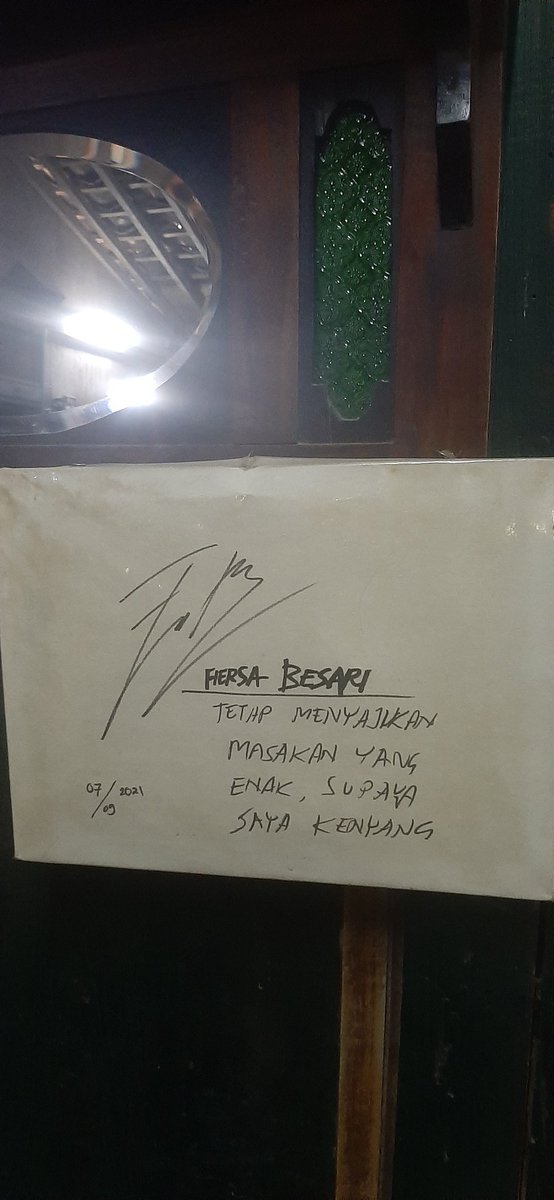 FIERSA BESARI
TETAP MENYAJIKAN
MASAKAN YANG
ENAK, SUPAYA
SAYA KENYANG
07/09 2021